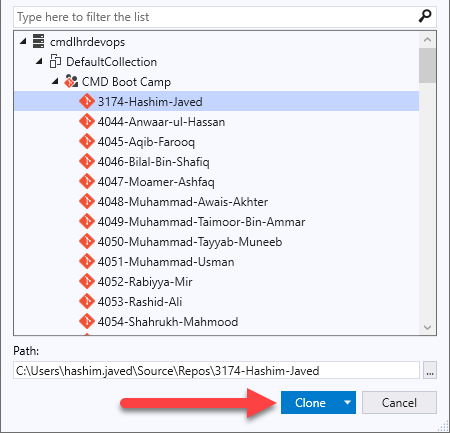 Type here to filter the list
cmdlhrdevops
DefaultCollection
CMD Boot Camp
3174-Hashim-Javed
4044-Anwaar-ul-Hassan
4045-Aqib-Farooq
4046-Bilal-Bin-Shafiq
4047-Moamer-Ashfaq
4048-Muhammad-Awais-Akhter
4049-Muhammad-Taimoor-Bin-Ammar
4050-Muhammad-Tayyab-Muneeb
4051-Muhammad-Usman
4052-Rabiyya-Mir
4053-Rashid-Ali
4054-Shahrukh-Mahmood
Path:
C:\Users\hashim.javed\Source\Repos\3174-Hashim-Javed ...
Clone Cancel